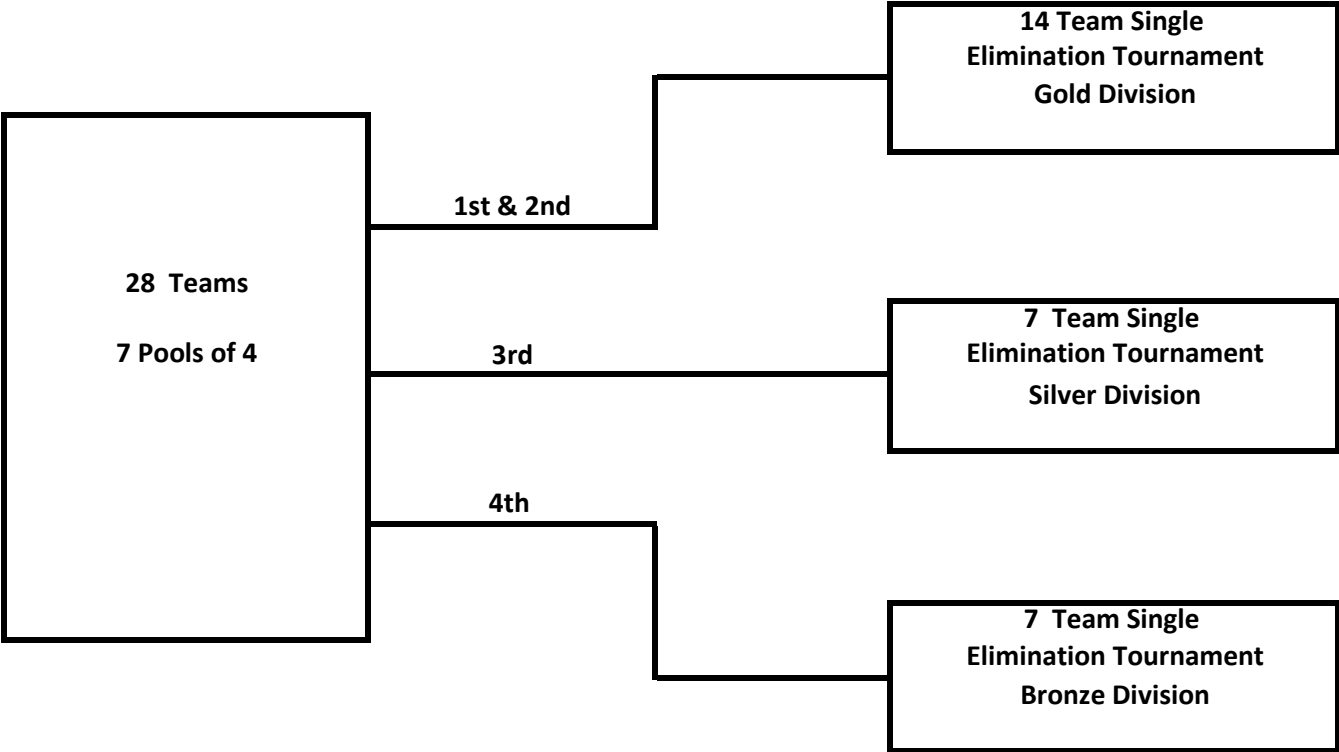 14 Team Single
Elimination Tournament
Gold Division
1st & 2nd
28 Teams
7 Pools of 4
3rd
7 Team Single
Elimination Tournament
Silver Division
4th
7 Team Single
Elimination Tournament
Bronze Division